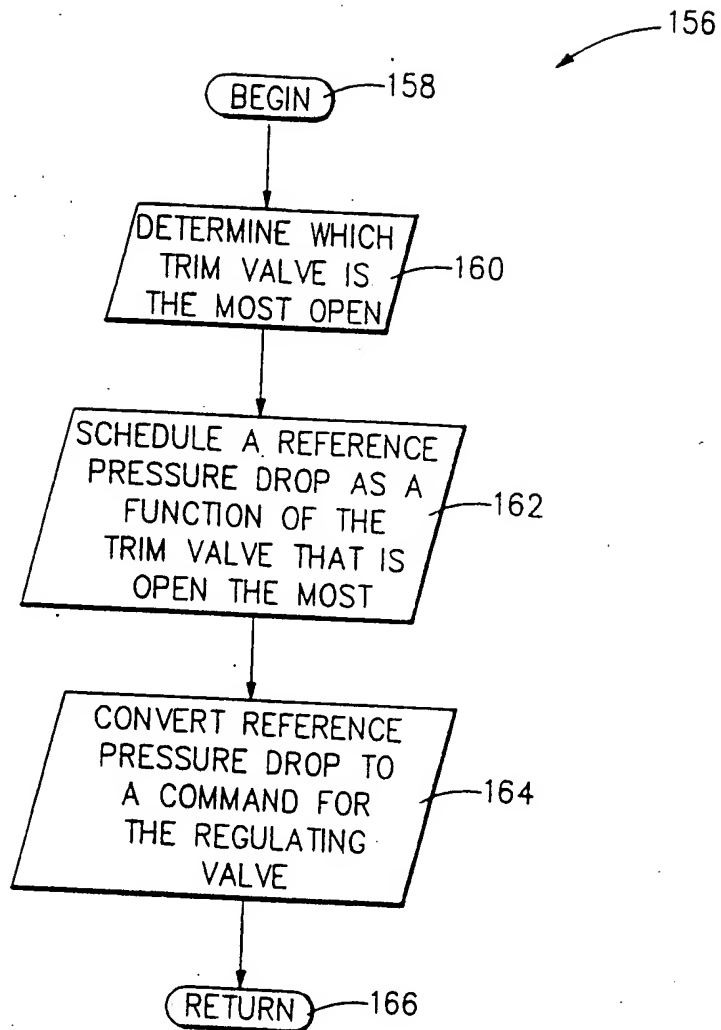 156
BEGIN
158
DETERMINE WHICH
TRIM VALVE IS
THE MOST OPEN
160
SCHEDULE A REFERENCE
PRESSURE DROP AS A
FUNCTION OF THE
TRIM VALVE THAT IS
OPEN THE MOST
162
CONVERT REFERENCE
PRESSURE DROP TO
A COMMAND FOR
THE REGULATING
VALVE
164
RETURN
166